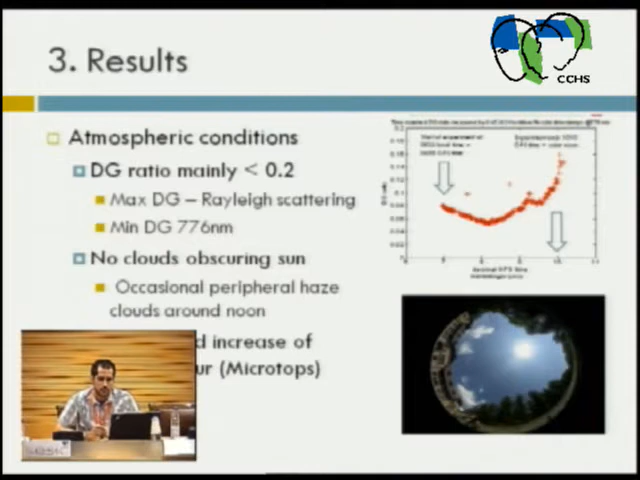 3. Results
CCHS
Atmospheric conditions
DG ratio mainly < 0.2
Max DG – Rayleigh scattering
Min DG 776nm
No clouds obscuring sun
Occasional peripheral haze
clouds around noon
d increase of
ur (Microtops)